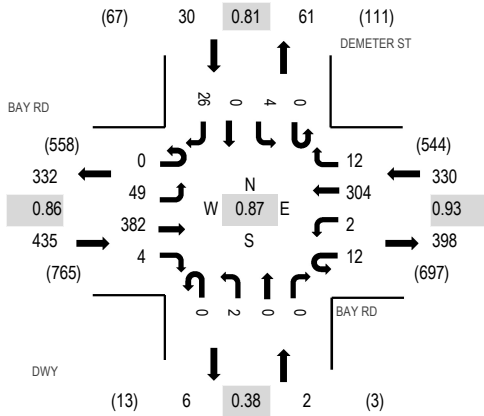 (67) 30 0.81 61 (111)
DEMETER ST
26 0 4 0
BAY RD
(558) (544)
332 0 12 330
49 N 304
0.86 W 0.87 E 0.93
382 S 2
435 4 12 398
(765) (697)
0 2 0 0
BAY RD
DWY
(13) 6 0.38 2 (3)